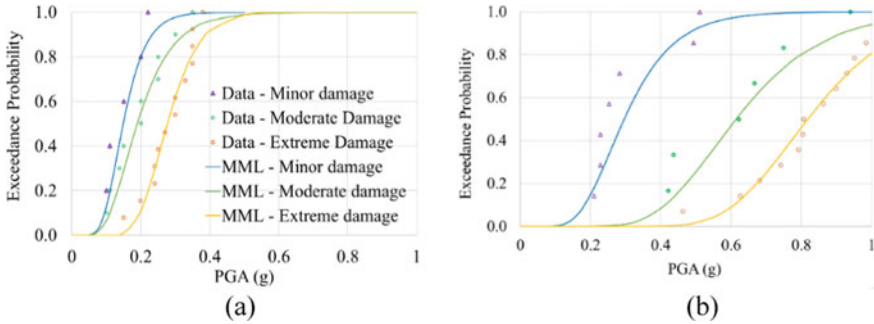 Exceedance Probability
1.0
0.8
0.6
0.4
0.2
0.0
Data - Minor damage
Data - Moderate Damage
Data - Extreme Damage
MML - Minor damage
MML - Moderate damage
MML - Extreme damage
0 0.2 0.4 0.6 0.8 1
PGA (g)
(a)
Exceedance Probability
1.0
0.8
0.6
0.4
0.2
0.0
0 0.2 0.4 0.6 0.8 1
PGA (g)
(b)